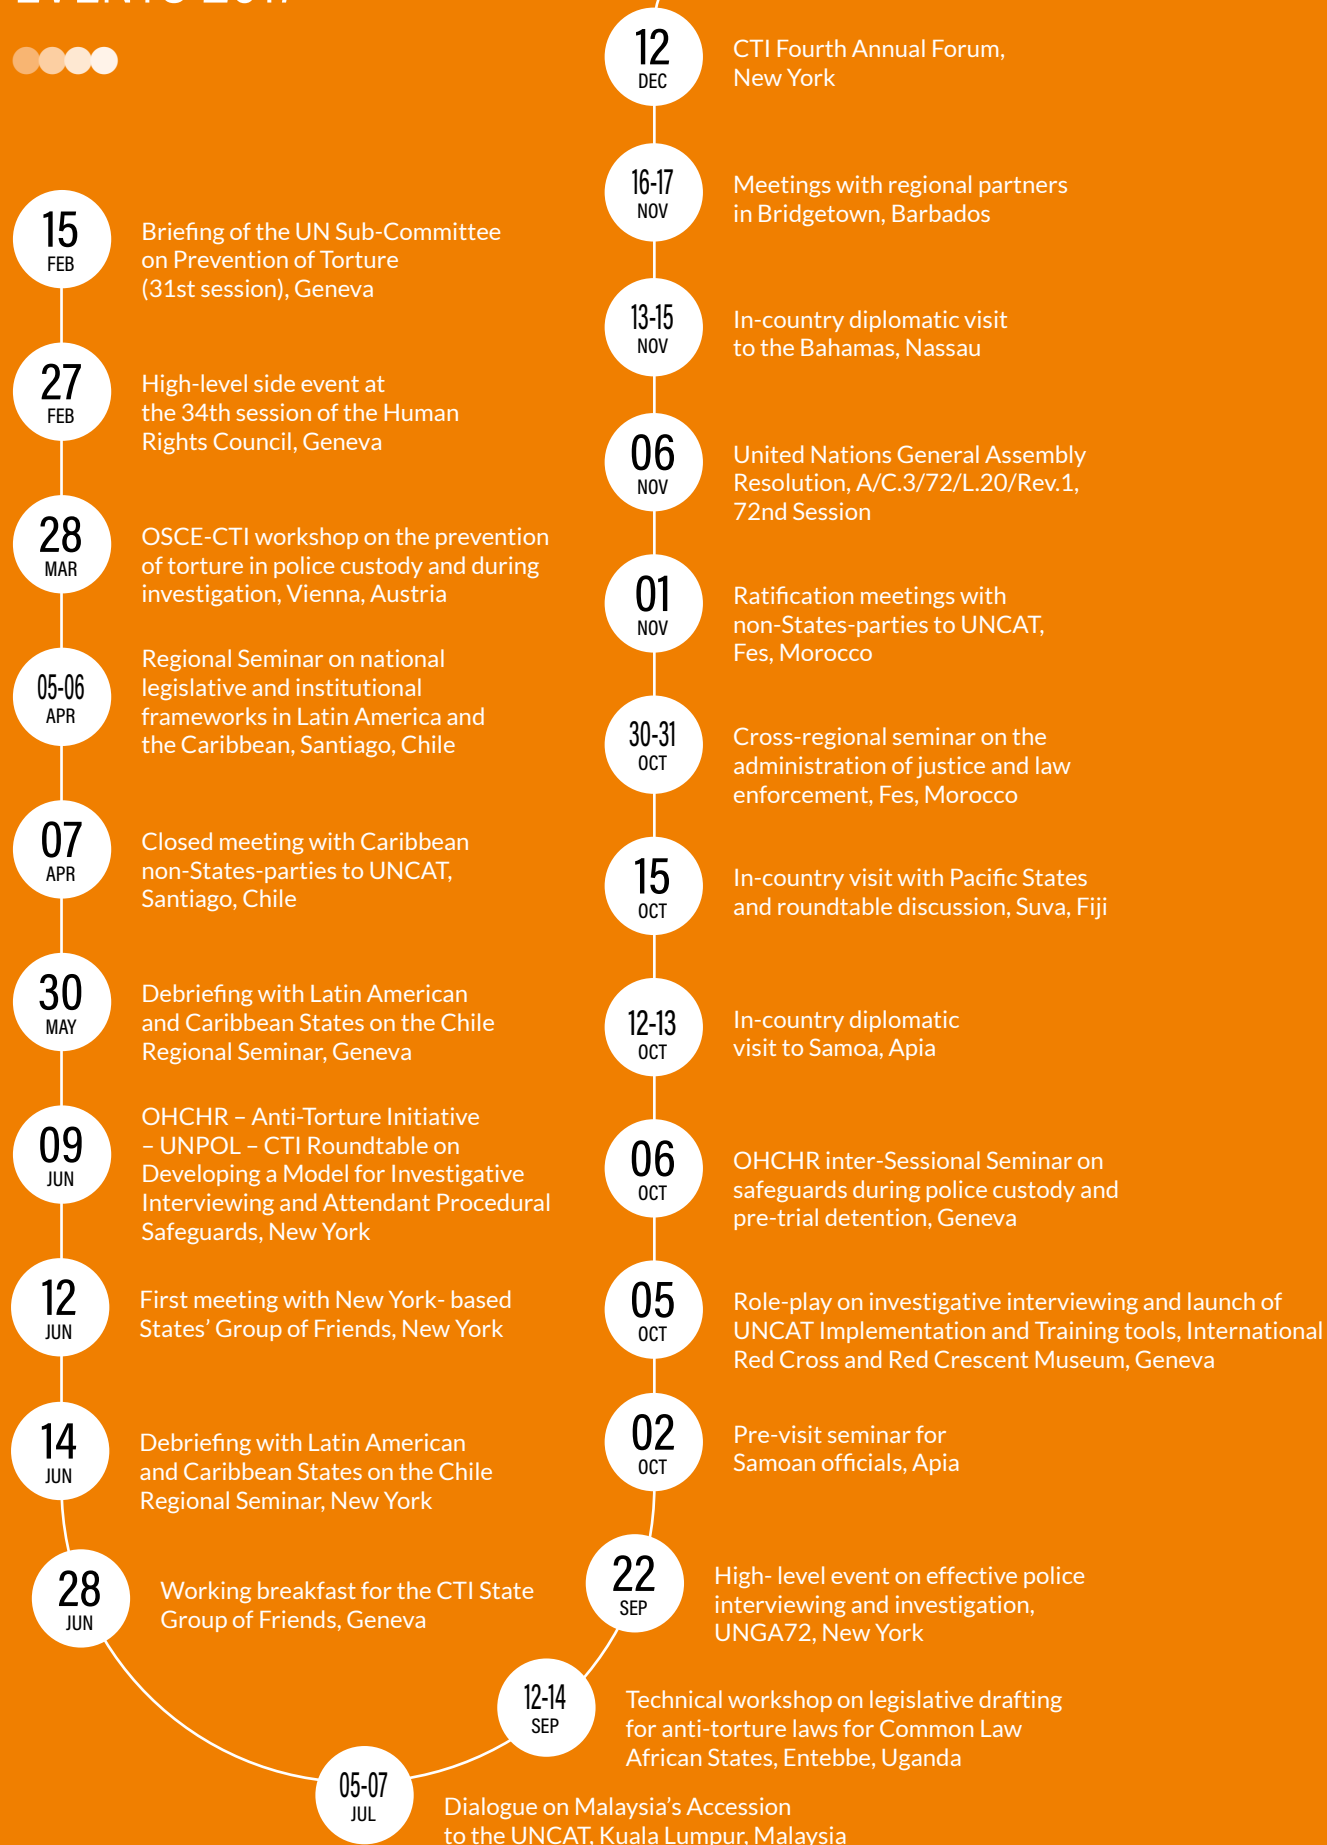 EVENTS 2017
15
FEB
Briefing of the UN Sub-Committee
on Prevention of Torture
(31st session), Geneva
27
FEB
High-level side event at
the 34th session of the Human
Rights Council, Geneva
28
MAR
OSCE-CTI workshop on the prevention
of torture in police custody and during
investigation, Vienna, Austria
05-06
APR
Regional Seminar on national
legislative and institutional
frameworks in Latin America and
the Caribbean, Santiago, Chile
07
APR
Closed meeting with Caribbean
non-States-parties to UNCAT,
Santiago, Chile
30
MAY
Debriefing with Latin American
and Caribbean States on the Chile
Regional Seminar, Geneva
09
JUN
OHCHR – Anti-Torture Initiative
– UNPOL – CTI Roundtable on
Developing a Model for Investigative
Interviewing and Attendant Procedural
Safeguards, New York
12
JUN
First meeting with New York- based
States' Group of Friends, New York
14
JUN
Debriefing with Latin American
and Caribbean States on the Chile
Regional Seminar, New York
28
JUN
Working breakfast for the CTI State
Group of Friends, Geneva
05-07
JUL
Dialogue on Malaysia's Accession
to the UNCAT, Kuala Lumpur, Malaysia
12-14
SEP
Technical workshop on legislative drafting
for anti-torture laws for Common Law
African States, Entebbe, Uganda
22
SEP
High- level event on effective police
interviewing and investigation,
UNGA72, New York
02
OCT
Pre-visit seminar for
Samoan officials, Apia
05
OCT
Role-play on investigative interviewing and launch of
UNCAT Implementation and Training tools, International
Red Cross and Red Crescent Museum, Geneva
06
OCT
OHCHR inter-Sessional Seminar on
safeguards during police custody and
pre-trial detention, Geneva
12-13
OCT
In-country diplomatic
visit to Samoa, Apia
15
OCT
In-country visit with Pacific States
and roundtable discussion, Suva, Fiji
30-31
OCT
Cross-regional seminar on the
administration of justice and law
enforcement, Fes, Morocco
01
NOV
Ratification meetings with
non-States-parties to UNCAT,
Fes, Morocco
06
NOV
United Nations General Assembly
Resolution, A/C.3/72/L.20/Rev.1,
72nd Session
13-15
NOV
In-country diplomatic visit
to the Bahamas, Nassau
16-17
NOV
Meetings with regional partners
in Bridgetown, Barbados
12
DEC
CTI Fourth Annual Forum,
New York